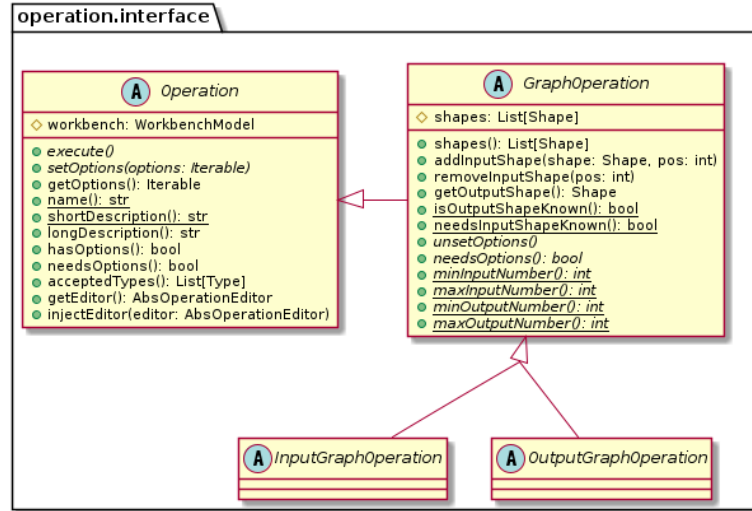 operation.interface
A Operation
workbench: WorkbenchModel
execute()
setOptions(options: Iterable)
getOptions(): Iterable
name(): str
shortDescription(): str
longDescription(): str
hasOptions(): bool
needsOptions(): bool
acceptedTypes(): List[Type]
getEditor(): AbsOperationEditor
injectEditor(editor: AbsOperationEditor)
A GraphOperation
shapes: List[Shape]
shapes(): List[Shape]
addInputShape(shape: Shape, pos: int)
removeInputShape(pos: int)
getOutputShape(): Shape
isOutputShapeKnown(): bool
needsInputShapeKnown(): bool
unsetOptions()
needsOptions(): bool
minInputNumber(): int
maxInputNumber(): int
minOutputNumber(): int
maxOutputNumber(): int
A InputGraphOperation
A OutputGraphOperation